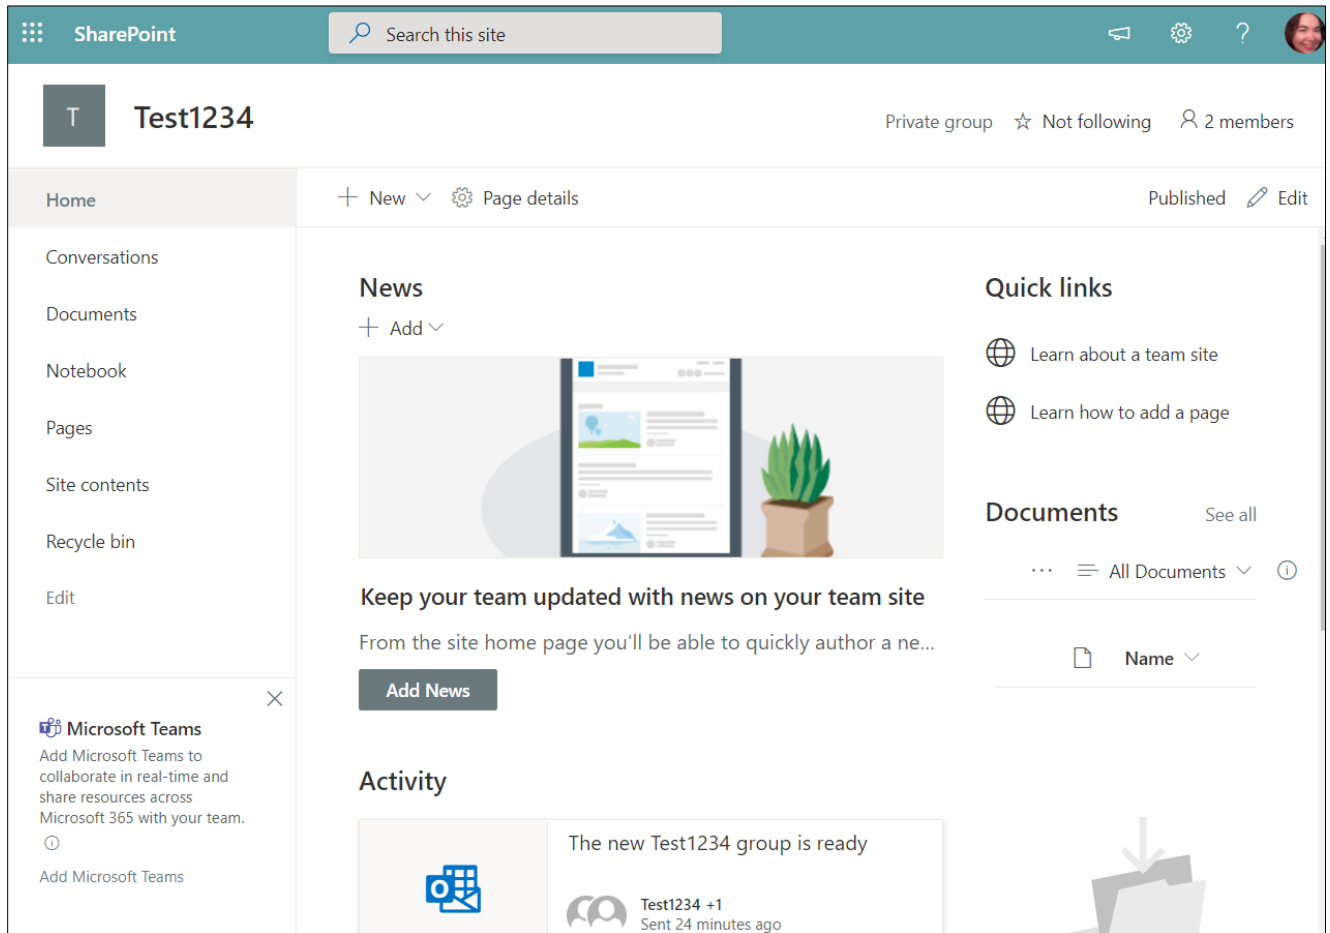 SharePoint
Search this site
?
T
Test1234
Private group
Not following
2 members
Home
Conversations
Documents
Notebook
Pages
Site contents
Recycle bin
Edit
Microsoft Teams
Add Microsoft Teams to
collaborate in real-time and
share resources across
Microsoft 365 with your team.
Add Microsoft Teams
New
Page details
Published
Edit
News
Add
Keep your team updated with news on your team site
From the site home page you'll be able to quickly author a ne...
Add News
Activity
The new Test1234 group is ready
Test1234 +1
Sent 24 minutes ago
Quick links
Learn about a team site
Learn how to add a page
Documents
See all
... All Documents
Name